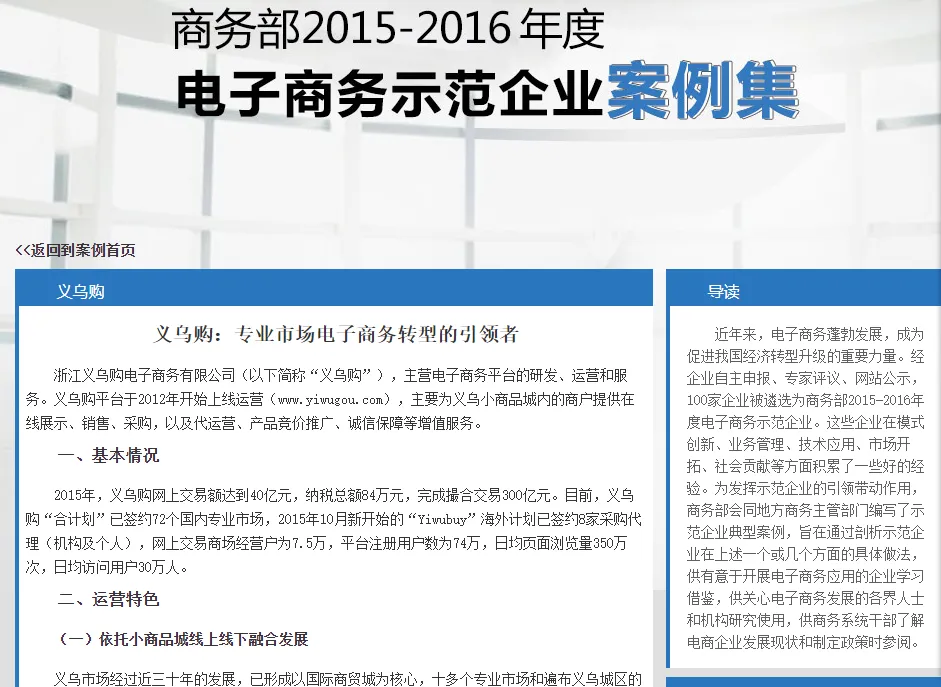 商务部2015-2016年度
电子商务示范企业案例集
<<返回到案例首页
义乌购
义乌购：专业市场电子商务转型的引领者
浙江义乌购电子商务有限公司（以下简称“义乌购”），主营电子商务平台的研发、运营和服
务。义乌购平台于2012年开始上线运营（www.yiwugou.com），主要为义乌小商品城内的商户提供在
线展示、销售、采购，以及代运营、产品竞价推广、诚信保障等增值服务。
一、基本情况
2015年，义乌购网上交易额达到40亿元，纳税总额84万元，完成撮合交易300亿元。目前，义乌
购“合计划”已签约72个国内专业市场，2015年10月新开始的“Yiwubuy”海外计划已签约8家采购代
理（机构及个人），网上交易商场经营户为7.5万，平台注册用户数为74万，日均页面浏览量350万
次，日均访问用户30万人。
二、运营特色
（一）依托小商品城线上线下融合发展
义乌市场经过近三十年的发展，已形成以国际商贸城为核心，十多个专业市场和遍布义乌城区的
导读
近年来，电子商务蓬勃发展，成为
促进我国经济转型升级的重要力量。经
企业自主申报、专家评议、网站公示，
100家企业被遴选为商务部2015-2016年
度电子商务示范企业。这些企业在模式
创新、业务管理、技术应用、市场开
拓、社会贡献等方面积累了一些好的经
验。为发挥示范企业的引领带动作用，
商务部会同地方商务主管部门编写了示
范企业典型案例，旨在通过剖析示范企
业在上述一个或几个方面的具体做法，
供有意于开展电子商务应用的企业学习
借鉴，供关心电子商务发展的各界人士
和机构研究使用，供商务系统干部了解
电商企业发展现状和制定政策时参阅。